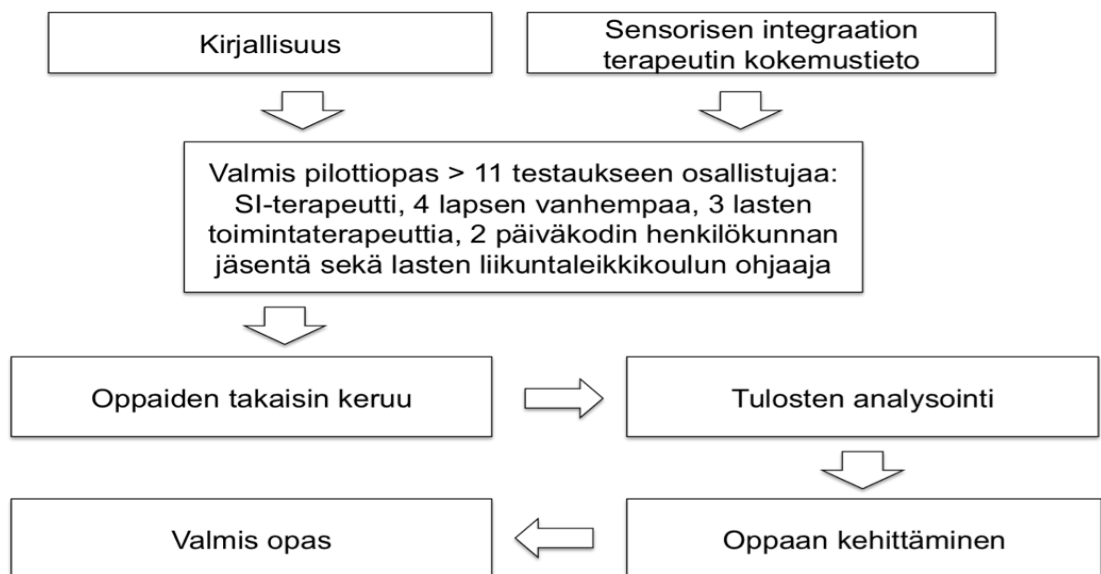 Kirjallisuus
Sensorisen integraation
terapeutin kokemustieto
Valmis pilottiopas > 11 testaukseen osallistujaa:
SI-terapeutti, 4 lapsen vanhempaa, 3 lasten
toimintaterapeuttia, 2 päiväkodin henkilökunnan
jäsentä sekä lasten liikuntaleikkikoulun ohjaaja
Oppaiden takaisin keruu
Tulosten analysointi
Valmis opas
Oppaan kehittäminen